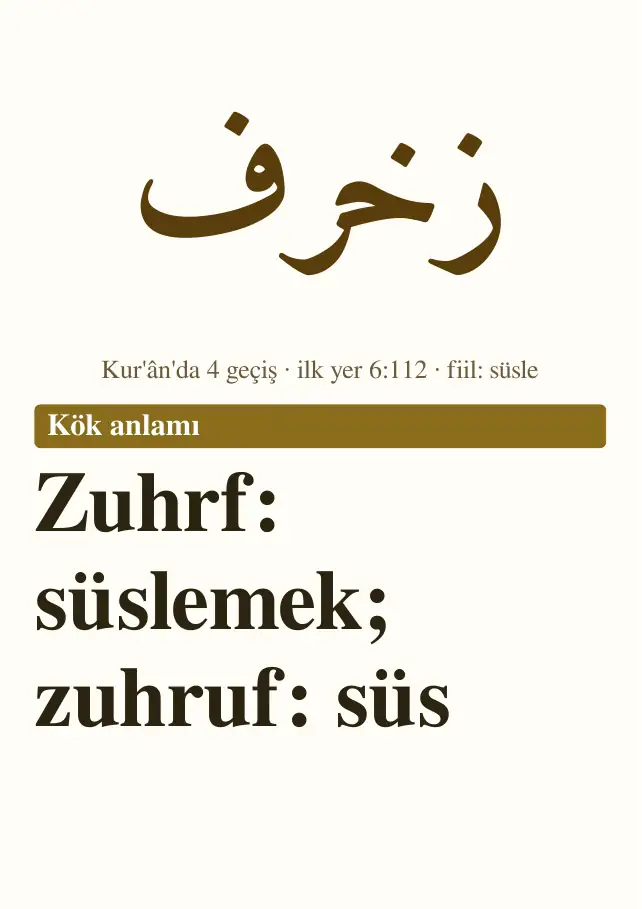 زخرف
Kur'ân'da 4 geçiş · ilk yer 6:112 · fiil: süsle
Kök anlamı
Zuhrf:
süslemek;
zuhruf: süs